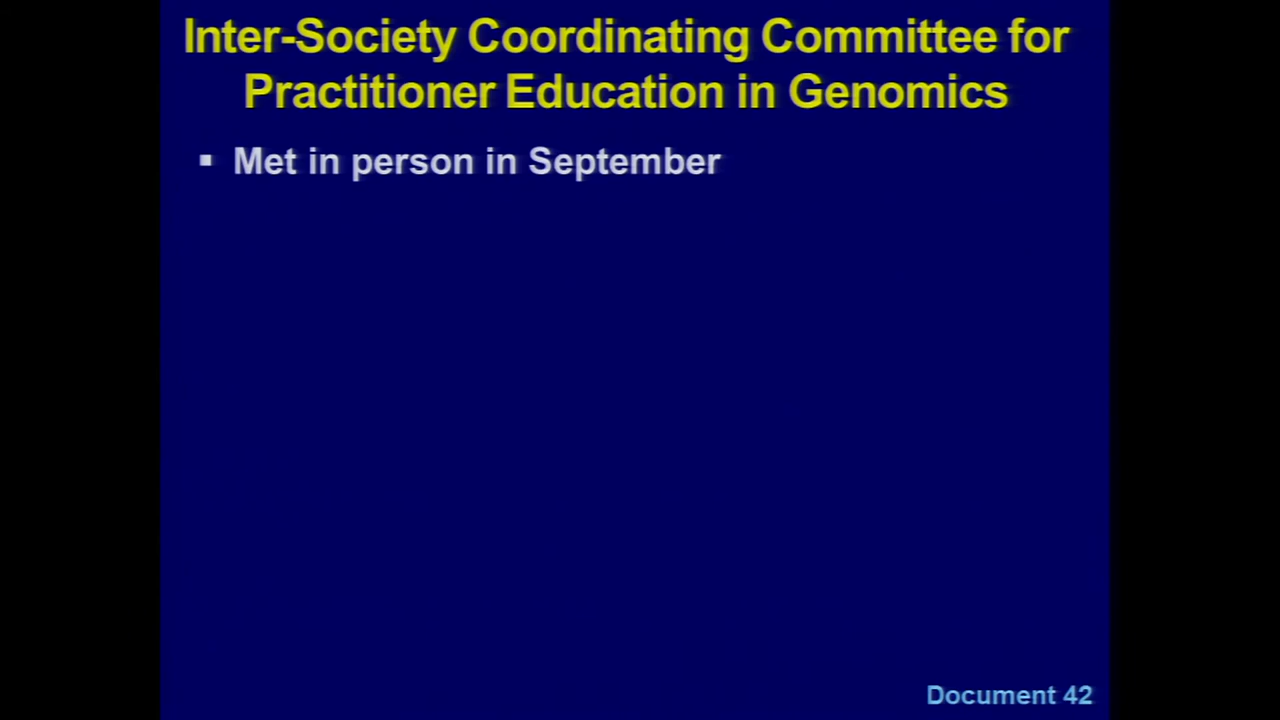 Inter-Society Coordinating Committee for
Practitioner Education in Genomics
▪ Met in person in September
Document 42